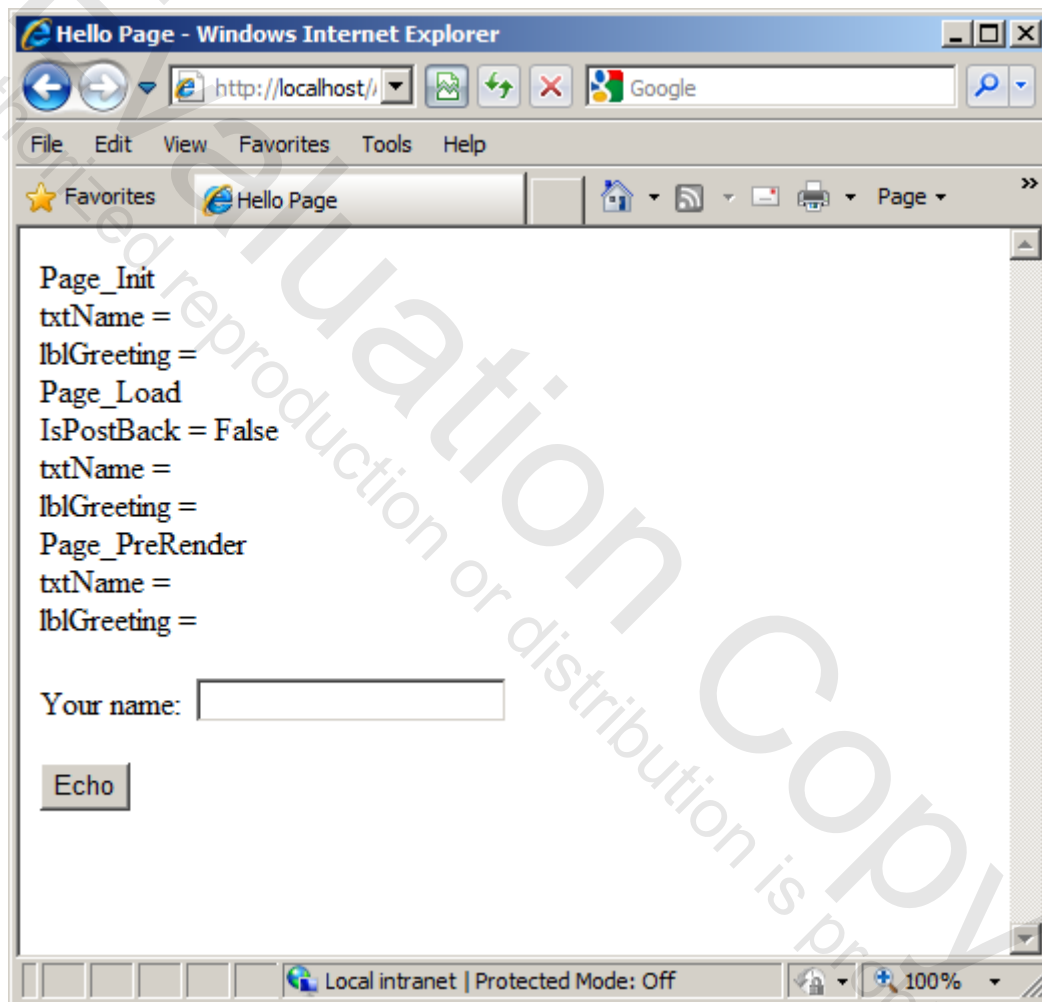 Hello Page - Windows Internet Explorer
http://localhost/
Google
File Edit View Favorites Tools Help
Favorites Hello Page Page
Page_Init
txtName =
lblGreeting =
Page_Load
IsPostBack = False
txtName =
lblGreeting =
Page_PreRender
txtName =
lblGreeting =
Your name:
Echo
Local intranet | Protected Mode: Off 100%
Evaluation Copy
reproduction or distribution is